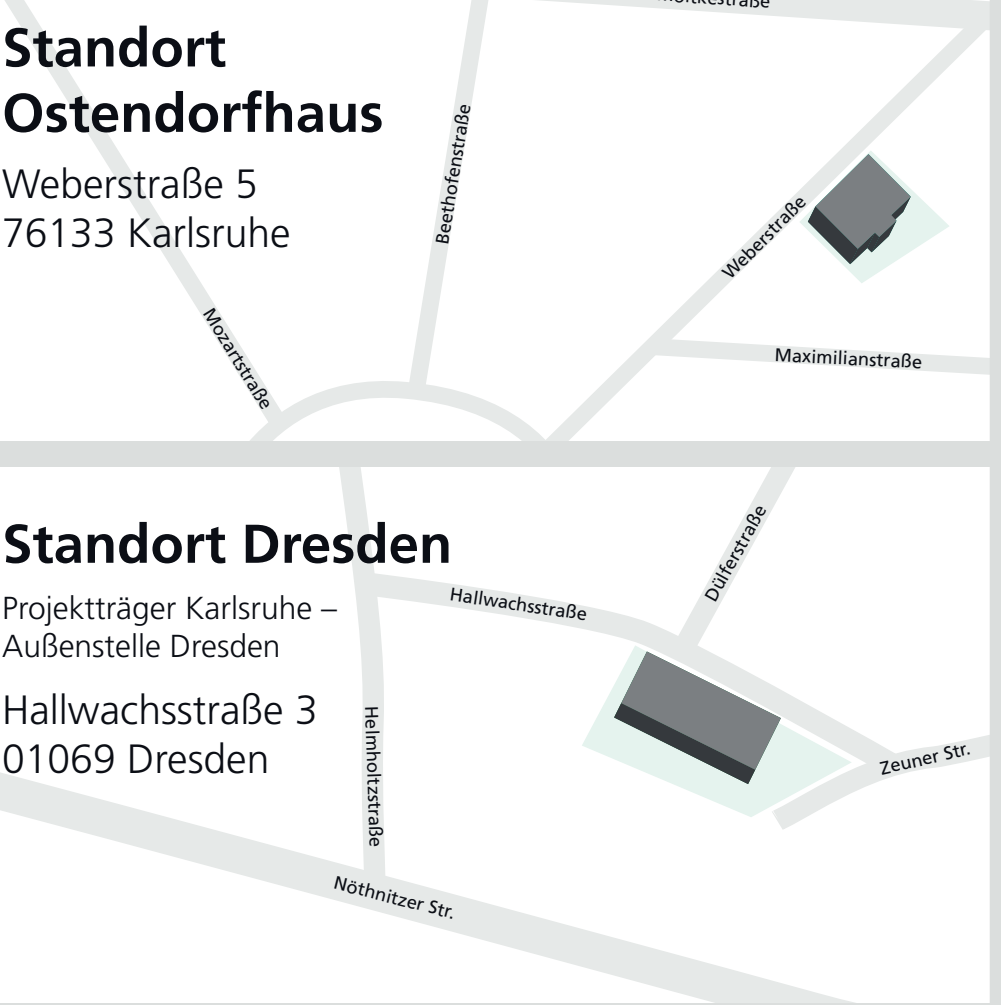 Standort
Ostendorfhaus
Weberstraße 5
76133 Karlsruhe
Beethofenstraße
Weberstraße
Mozartstraße
Maximilianstraße
Standort Dresden
Projektträger Karlsruhe –
Außenstelle Dresden
Hallwachsstraße 3
01069 Dresden
Hallwachsstraße
Dülferstraße
Helmholtzstraße
Zeuner Str.
Nöthnitzer Str.